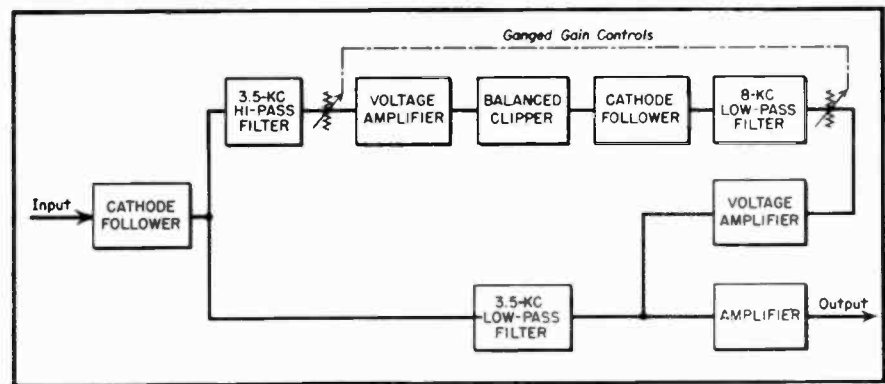 Ganged Gain Controls
3.5-KC
HI-PASS
FILTER
VOLTAGE
AMPLIFIER
BALANCED
CLIPPER
CATHODE
FOLLOWER
8-KC
LOW-PASS
FILTER
Input
CATHODE
FOLLOWER
VOLTAGE
AMPLIFIER
3.5-KC
LOW-PASS
FILTER
AMPLIFIER
Output